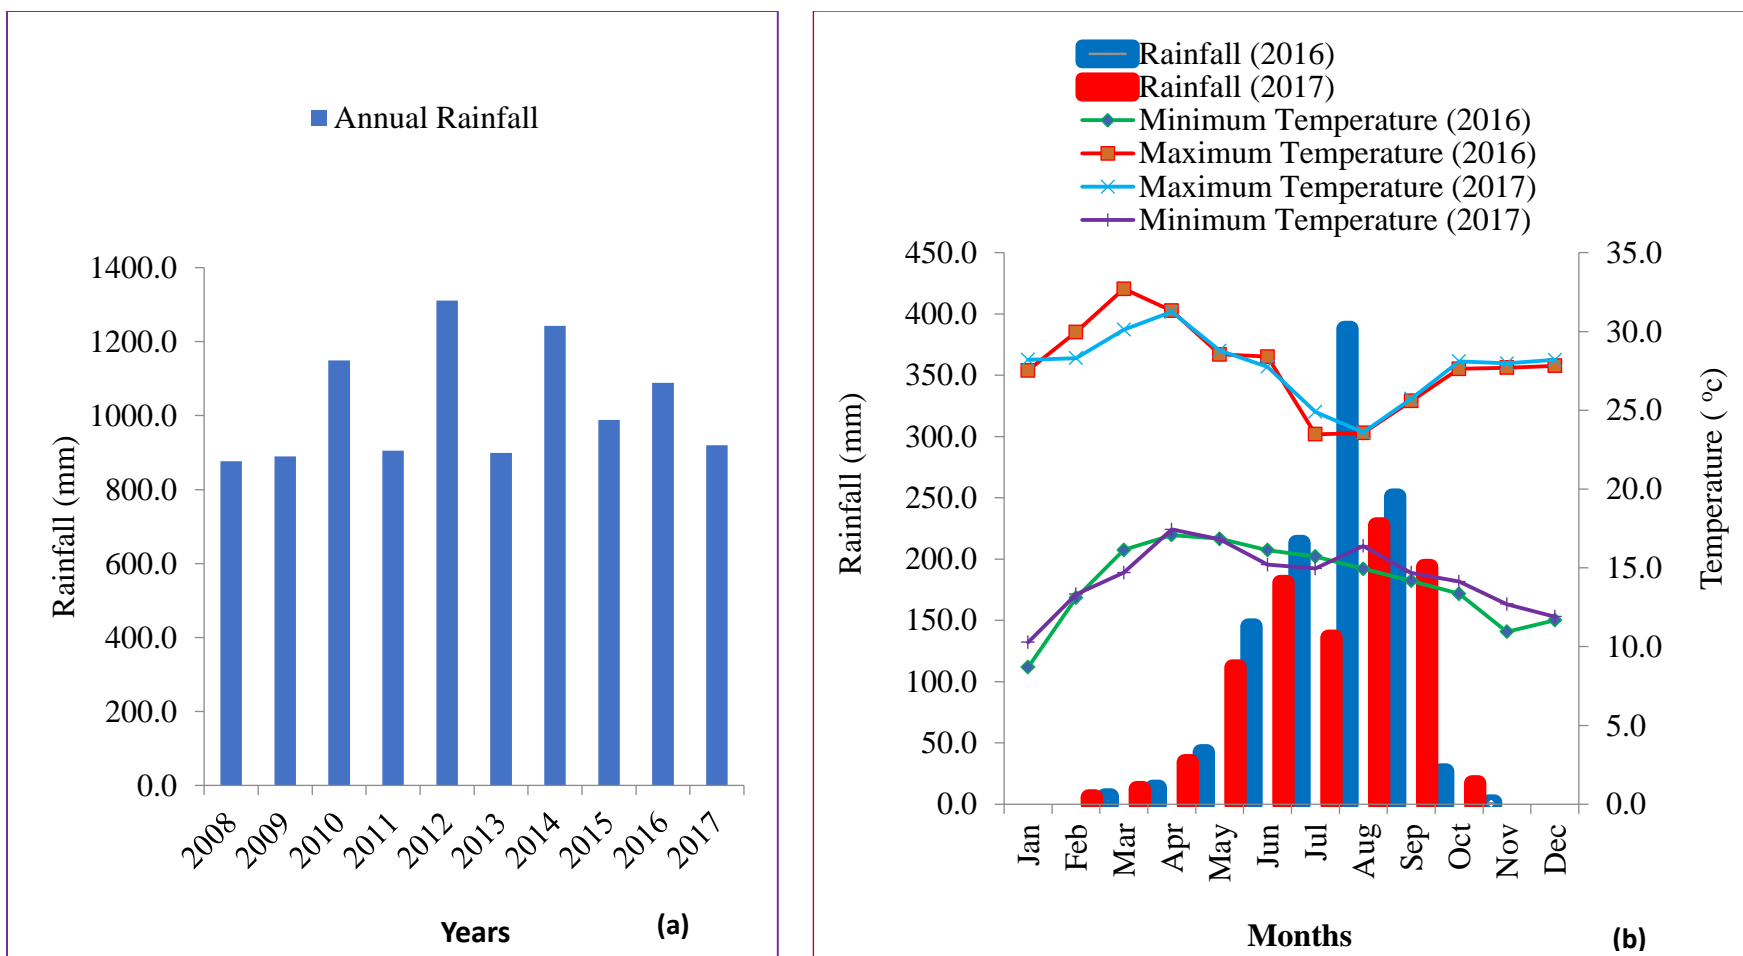 Annual Rainfall
1400.0
1200.0
1000.0
800.0
600.0
400.0
200.0
0.0
Rainfall (mm)
2008
2009
2010
2011
2012
2013
2014
2015
2016
2017
Years
(a)
Rainfall (2016)
Rainfall (2017)
Minimum Temperature (2016)
Maximum Temperature (2016)
Maximum Temperature (2017)
Minimum Temperature (2017)
450.0
400.0
350.0
300.0
250.0
200.0
150.0
100.0
50.0
0.0
Rainfall (mm)
35.0
30.0
25.0
20.0
15.0
10.0
5.0
0.0
Temperature ( °c)
Jan
Feb
Mar
Apr
May
Jun
Jul
Aug
Sep
Oct
Nov
Dec
Months
(b)